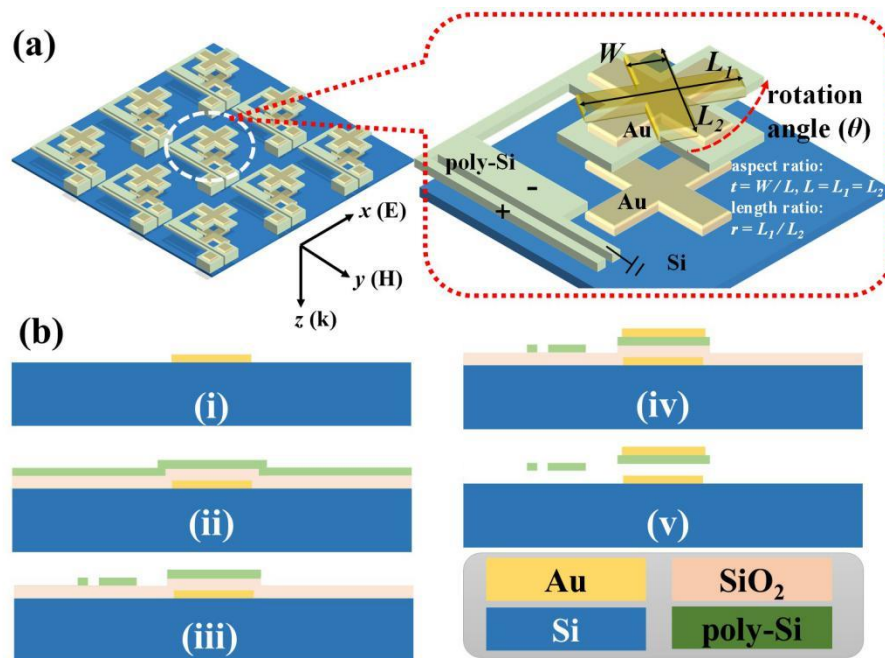 (a)
W
L1
L2
Au
rotation
angle (θ)
poly-Si
aspect ratio:
t = W / L, L = L1 = L2
length ratio:
r = L1 / L2
-
+
Au
Si
x (E)
y (H)
z (k)
(b)
(i)
(ii)
(iii)
(iv)
(v)
Au
SiO2
Si
poly-Si